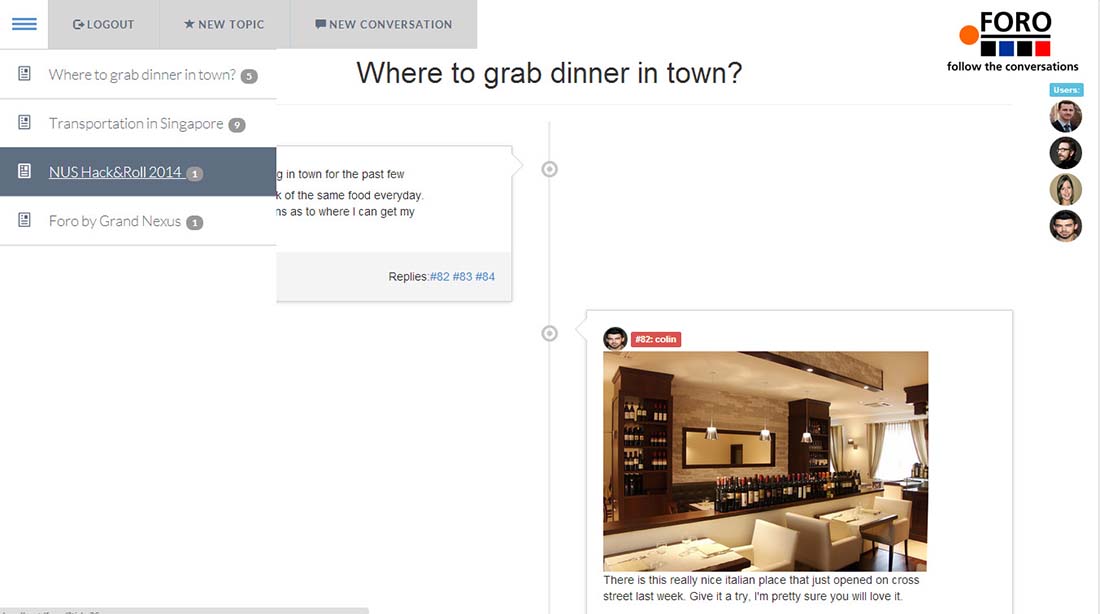 LOGOUT
NEW TOPIC
NEW CONVERSATION
FORO
follow the conversations
Users:
Where to grab dinner in town? 5
Transportation in Singapore 9
NUS Hack&Roll 2014 1
Foro by Grand Nexus 1
Where to grab dinner in town?
g in town for the past few
of the same food everyday.
as to where I can get my
Replies:#82 #83 #84
#82: colin
There is this really nice italian place that just opened on cross
street last week. Give it a try, I'm pretty sure you will love it.